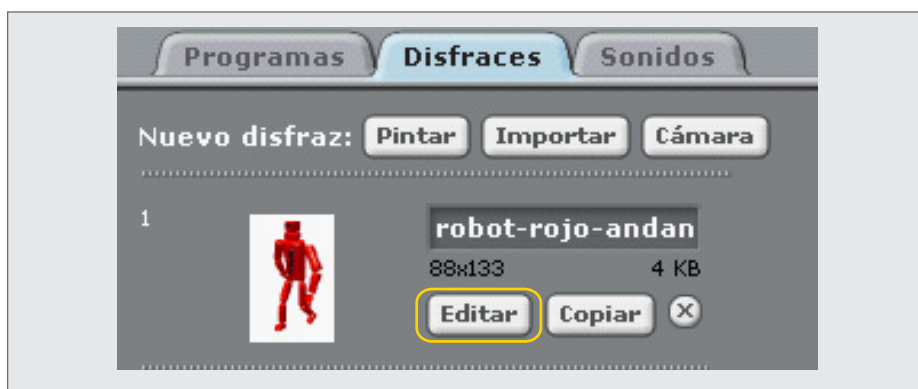 Programas Disfraces Sonidos
Nuevo disfraz: Pintar Importar Cámara
1
robot-rojo-andan
88x133 4 KB
Editar Copiar